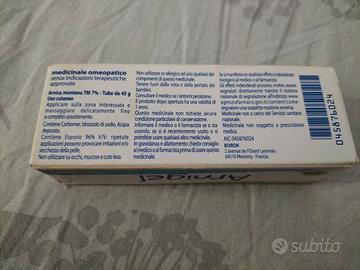 medicinale omeopatico
senza indicazioni terapeutiche
approvate
Arnica montana TM 7% - Tubo da 45 g
Uso cutaneo
Applicare sulla zona interessata e
massaggiare delicatamente fino ad
assorbimento.
Contiene Carbomer, idrossido di sodio, Acqua
depurata.
Contiene Etanolo 96% V/V: ripetute
applicazioni possono provocare irritazioni e/o
secchezza della pelle.
Non utilizzare su occhi, mucose e cute lesa.
Non utilizzare se allergico ad uno qualsiasi dei
componenti di questo medicinale.
Tenere fuori dalla vista e dalla portata dei
bambini.
Consultare il medico se i sintomi persistono.
Il prodotto dopo apertura ha una validità di
1 anno.
Questo medicinale non richiede alcuna
condizione particolare di conservazione.
Informare il medico o il farmacista se si sta
usando, se si è recentemente usato o si
potrebbe usare qualsiasi altro medicinale.
In gravidanza e allattamento chieda consiglio
al medico o al farmacista prima di usare questo
medicinale.
Se si manifesta un qualsiasi effetto indesiderato
rivolgersi al medico o al farmacista.
Gli effetti indesiderati possono, inoltre, essere
segnalati direttamente tramite il sistema
nazionale di segnalazione all'indirizzo www.
agenziafarmaco.gov.it/content/come-
segnalare-una-sospetta-reazione-avversa.
Medicinale non a carico del Servizio sanitario
nazionale.
Medicinale non soggetto a prescrizione
medica.
AIC 045876024
BOIRON
2 avenue de l'Ouest Lyonnais
69510 Messimy, Francia
045876024
Arnigel
subito